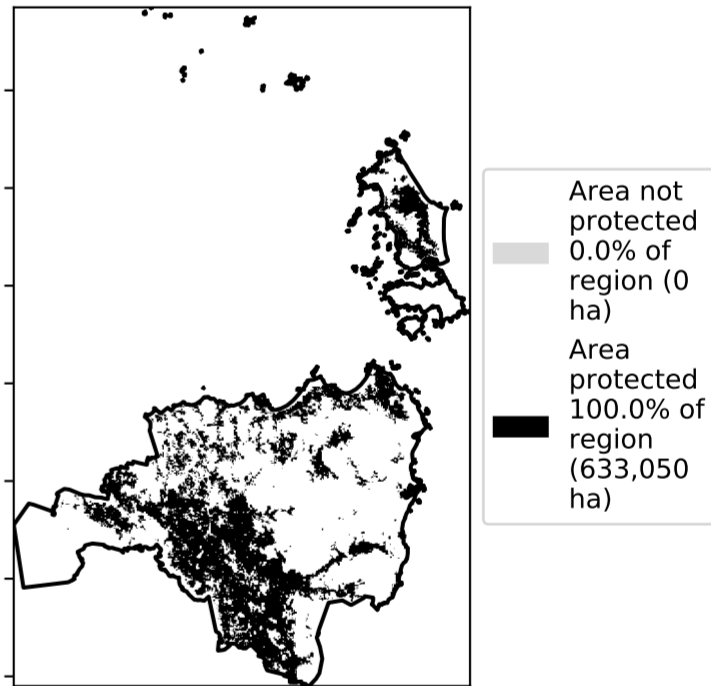 Area not
protected
0.0% of
region (0
ha)
Area
protected
100.0% of
region
(633,050
ha)